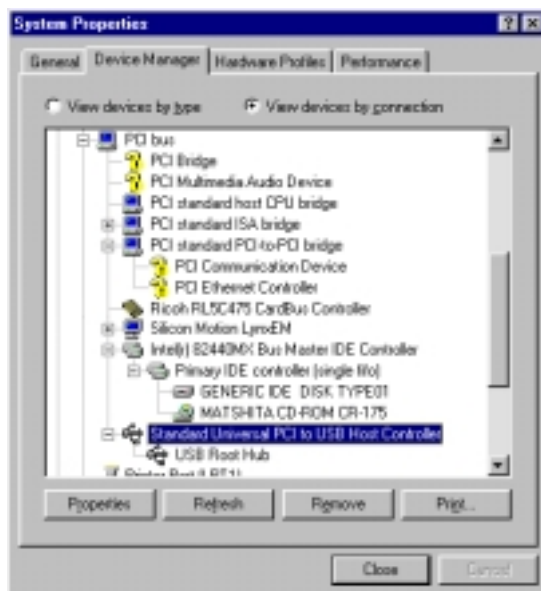 System Properties
General Device Manager Hardware Profiles Performance
View devices by type View devices by connection
PCI bus
PCI Bridge
PCI Multimedia Audio Device
PCI standard host CPU bridge
PCI standard ISA bridge
PCI standard PCI-to-PCI bridge
PCI Communication Device
PCI Ethernet Controller
Ricoh RL5C475 CardBus Controller
Silicon Motion LynxEM
Intel(r) 82440MX Bus Master IDE Controller
Primary IDE controller (single fifo)
GENERIC IDE DISK TYPE01
MATSHITA CD-ROM CR-175
Standard Universal PCI to USB Host Controller
USB Root Hub
Printer Port (LPT1)
Properties Refresh Remove Print...
Close Cancel